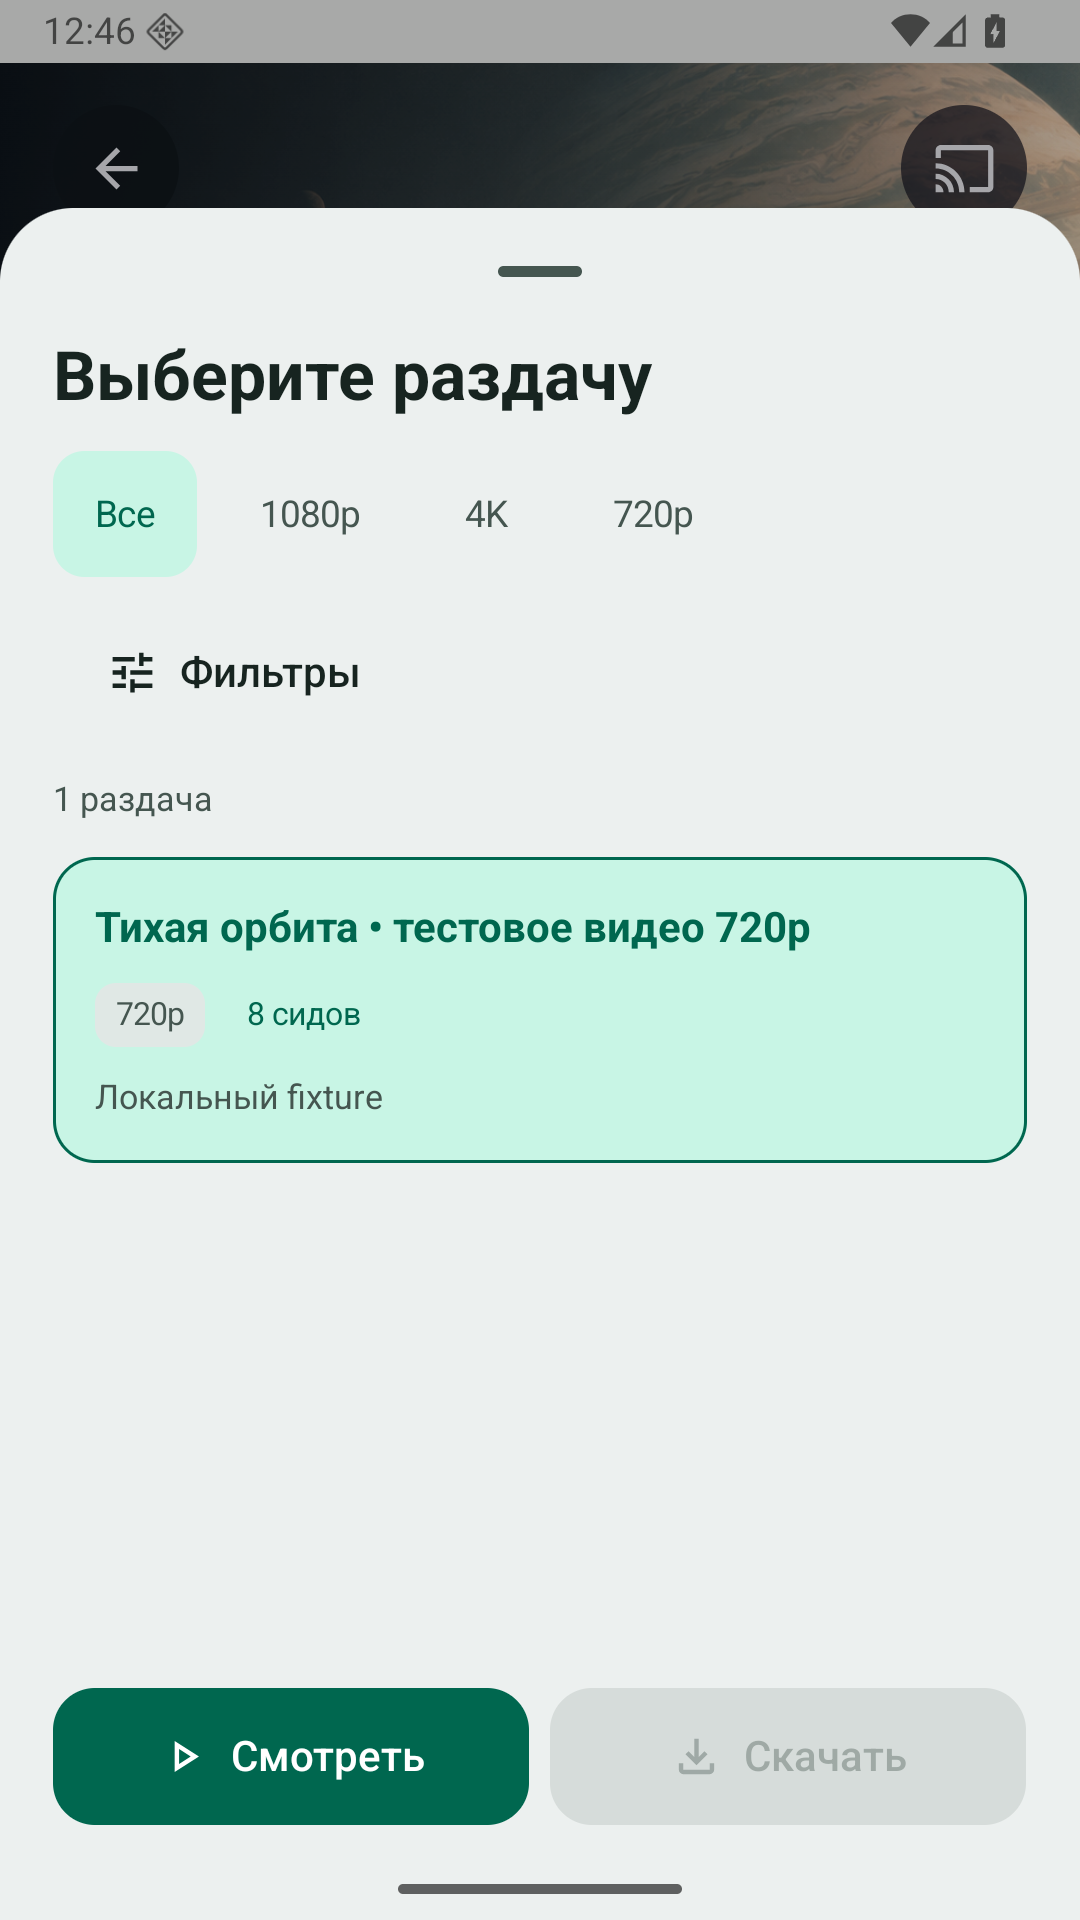 12:46
Выберите раздачу
Все 1080p 4K 720p
Фильтры
1 раздача
Тихая орбита • тестовое видео 720p
720p 8 сидов
Локальный fixture
Смотреть Скачать